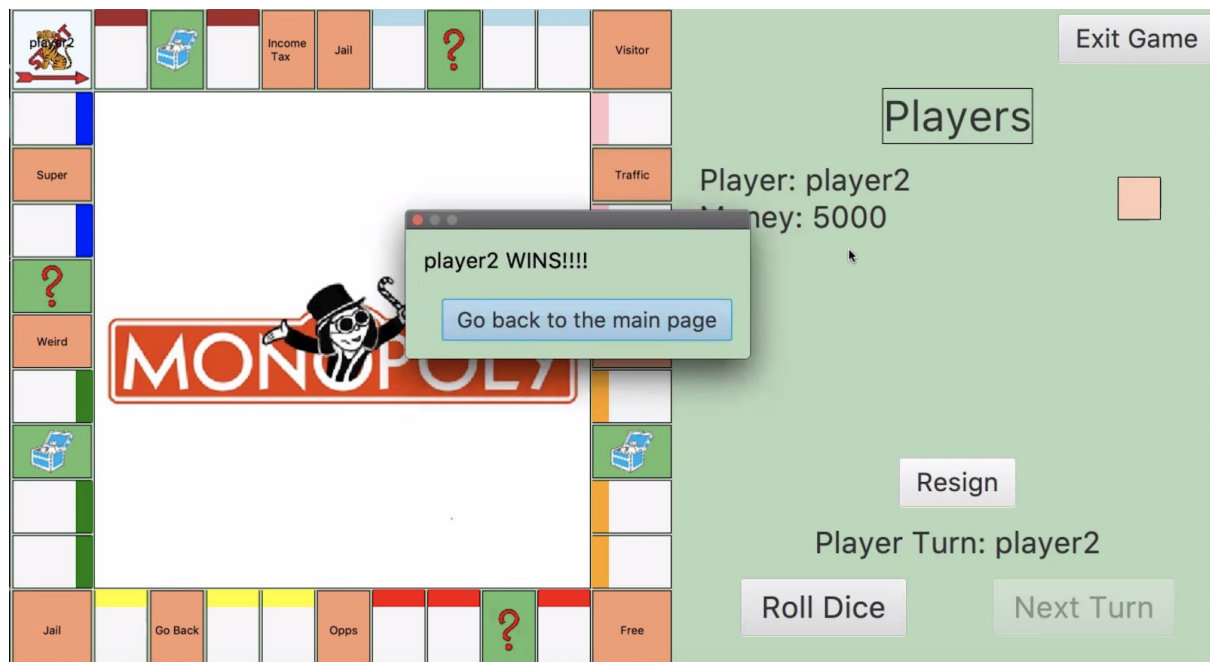 player2
Income
Tax
Jail
?
Visitor
Exit Game
Players
Super
Traffic
Player: player2
Money: 5000
player2 WINS!!!!
Go back to the main page
?
Weird
MONOPOLY
Resign
Player Turn: player2
Roll Dice
Next Turn
Jail
Go Back
Opps
?
Free